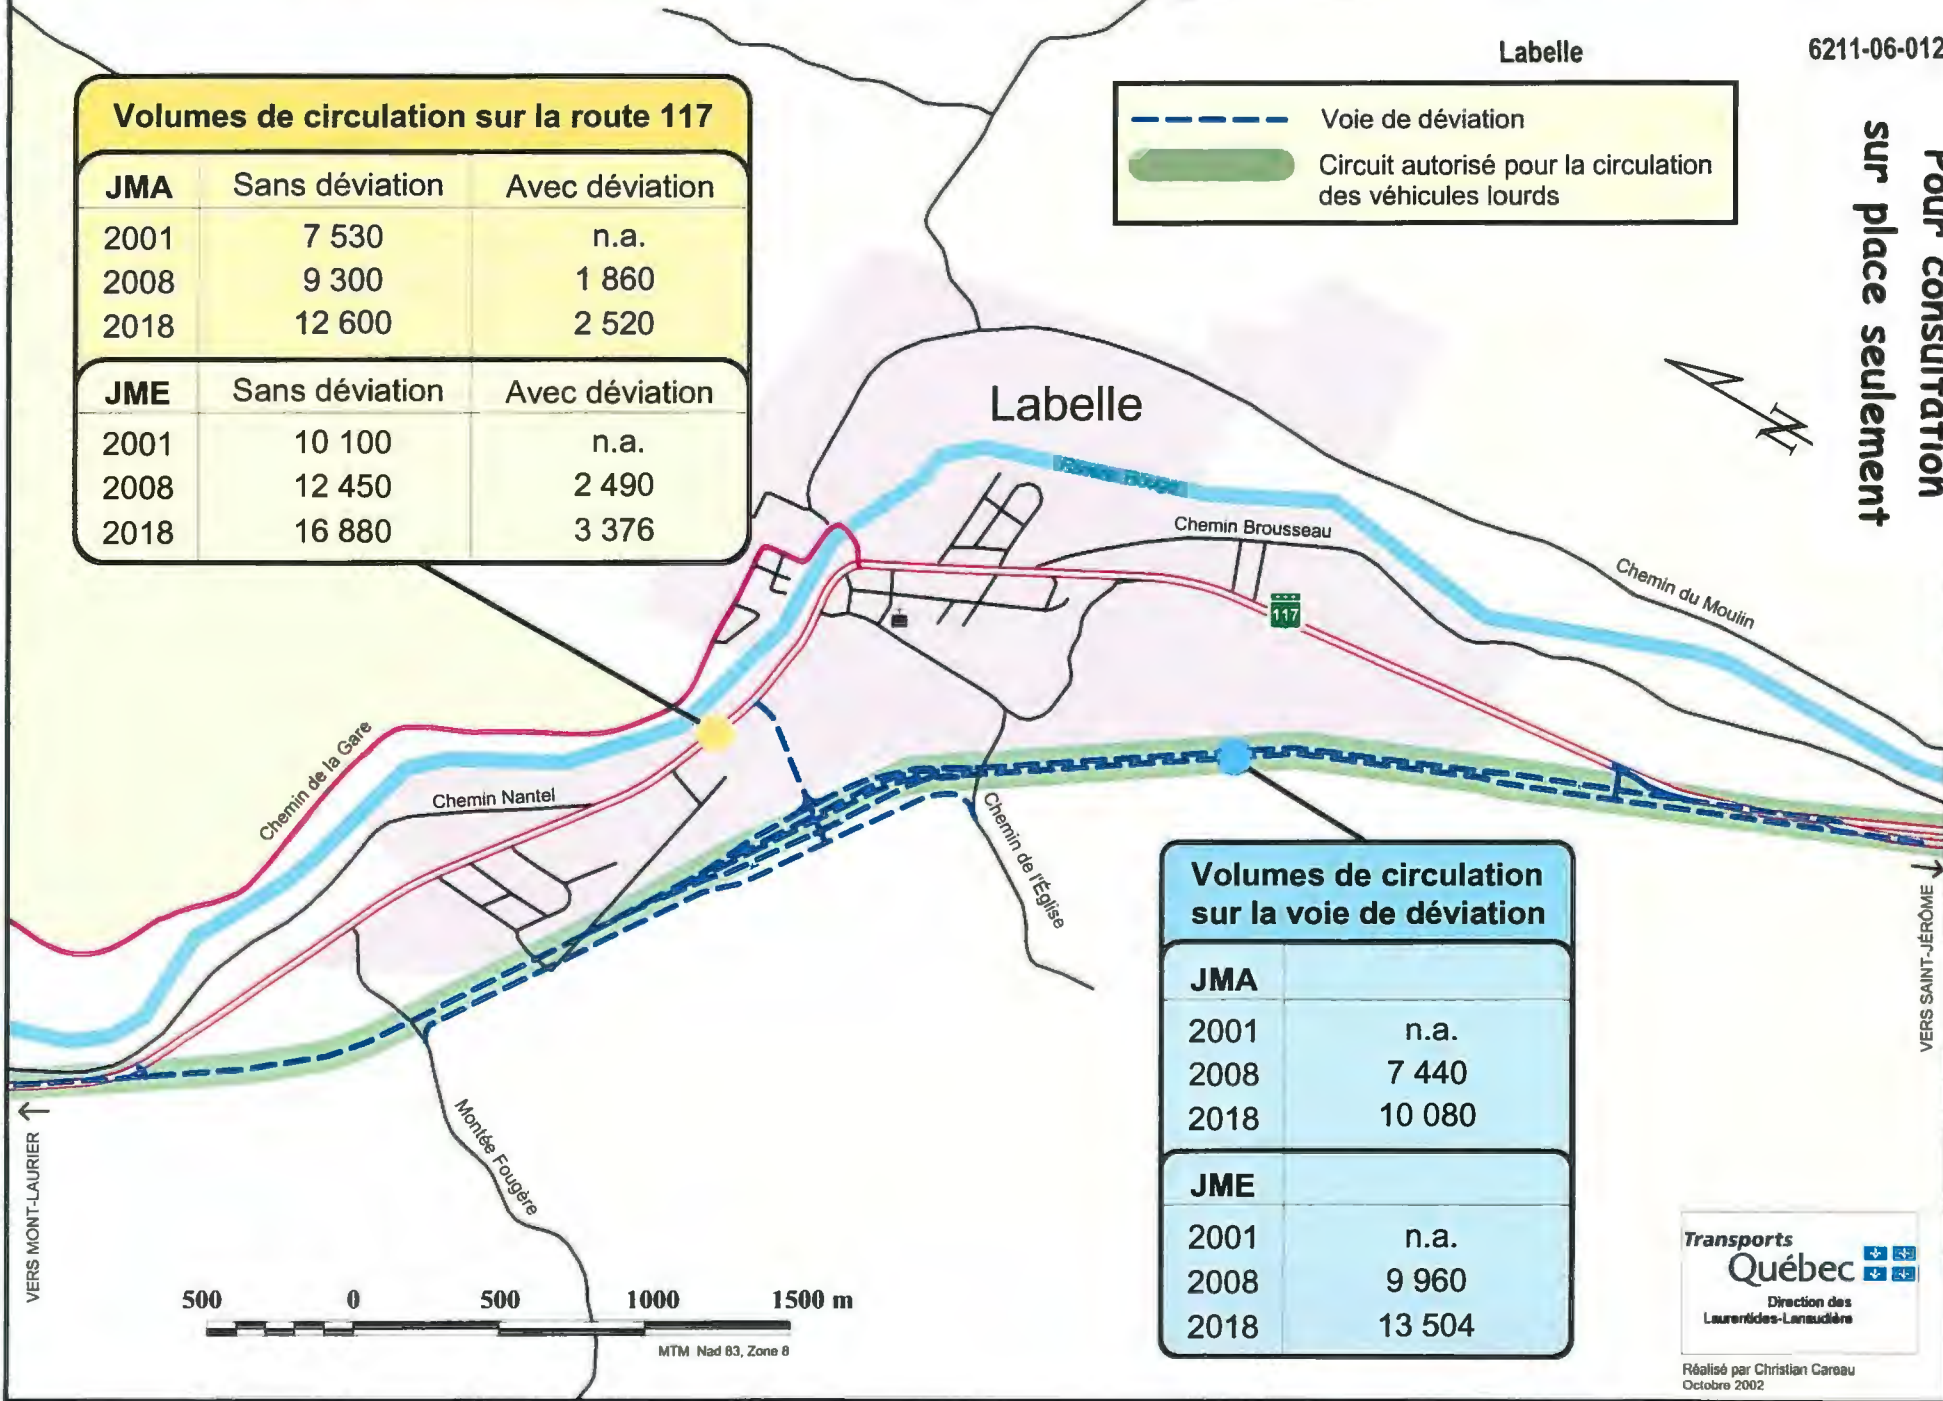 Labelle
6211-06-012
Pour consultation
sur place seulement
Volumes de circulation sur la route 117
JMA Sans déviation Avec déviation
2001 7 530 n.a.
2008 9 300 1 860
2018 12 600 2 520
JME Sans déviation Avec déviation
2001 10 100 n.a.
2008 12 450 2 490
2018 16 880 3 376
Voie de déviation
Circuit autorisé pour la circulation
des véhicules lourds
N
Labelle
Rivière Rouge
Chemin Brousseau
Chemin du Moulin
117
Chemin de la Gare
Chemin Nantel
Chemin de l'Église
Montée Fougère
VERS MONT-LAURIER
VERS SAINT-JÉRÔME
Volumes de circulation
sur la voie de déviation
JMA
2001 n.a.
2008 7 440
2018 10 080
JME
2001 n.a.
2008 9 960
2018 13 504
500 0 500 1000 1500 m
MTM Nad 83, Zone 8
Transports
Québec
Direction des
Laurentides-Lanaudière
Réalisé par Christian Careau
Octobre 2002